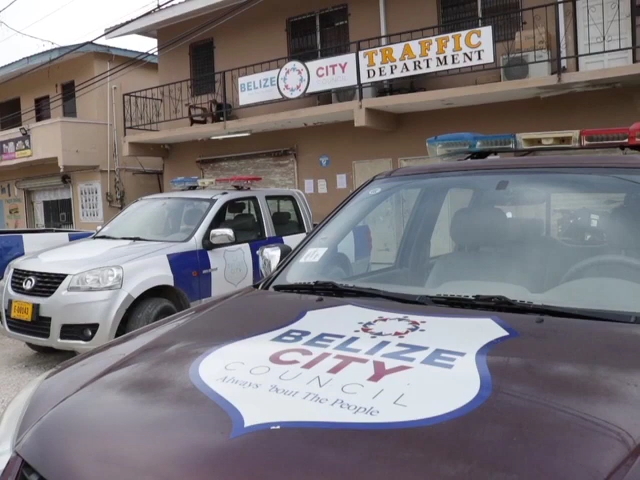 BELIZE CITY
TRAFFIC
DEPARTMENT
BELIZE
CITY
COUNCIL
Always 'bout The People